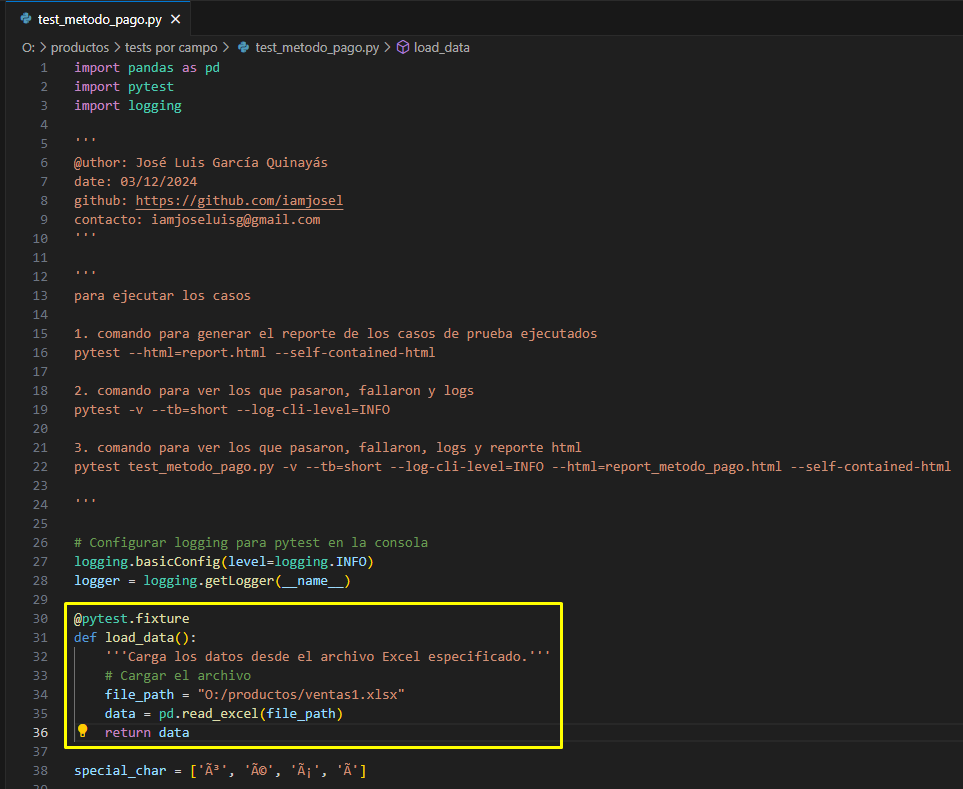 test_metodo_pago.py ×
O: > productos > tests por campo > test_metodo_pago.py > load_data
1 import pandas as pd
2 import pytest
3 import logging
4
5 '''
6 @uthor: José Luis García Quinayás
7 date: 03/12/2024
8 github: https://github.com/iamjosel
9 contacto: iamjoseluisg@gmail.com
10 '''
11
12 '''
13 para ejecutar los casos
14
15 1. comando para generar el reporte de los casos de prueba ejecutados
16 pytest --html=report.html --self-contained-html
17
18 2. comando para ver los que pasaron, fallaron y logs
19 pytest -v --tb=short --log-cli-level=INFO
20
21 3. comando para ver los que pasaron, fallaron, logs y reporte html
22 pytest test_metodo_pago.py -v --tb=short --log-cli-level=INFO --html=report_metodo_pago.html --self-contained-html
23
24 '''
25
26 # Configurar logging para pytest en la consola
27 logging.basicConfig(level=logging.INFO)
28 logger = logging.getLogger(__name__)
29
30 @pytest.fixture
31 def load_data():
32 '''Carga los datos desde el archivo Excel especificado.'''
33 # Cargar el archivo
34 file_path = "O:/productos/ventas1.xlsx"
35 data = pd.read_excel(file_path)
36 return data
37
38 special_char = ['Ã³', 'Ã©', 'Ã¡', 'Ã']
39